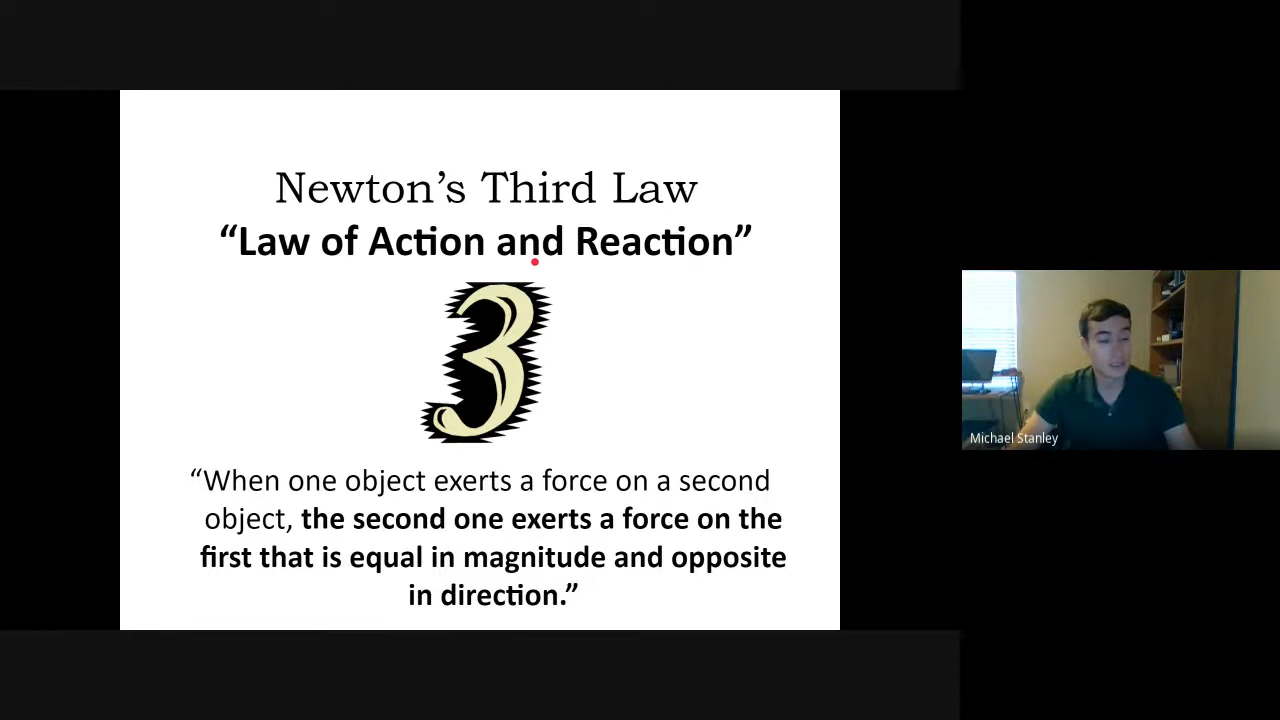 Newton’s Third Law
“Law of Action and Reaction”
3
“When one object exerts a force on a second
object, the second one exerts a force on the
first that is equal in magnitude and opposite
in direction.”
Michael Stanley